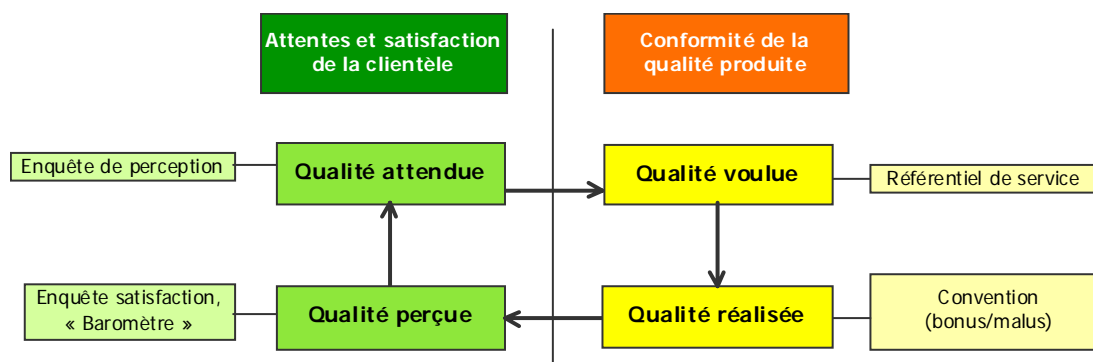 Attentes et satisfaction
de la clientèle
Conformité de la
qualité produite
Enquête de perception
Qualité attendue
Qualité voulue
Référentiel de service
Enquête satisfaction,
« Baromètre »
Qualité perçue
Qualité réalisée
Convention
(bonus/malus)